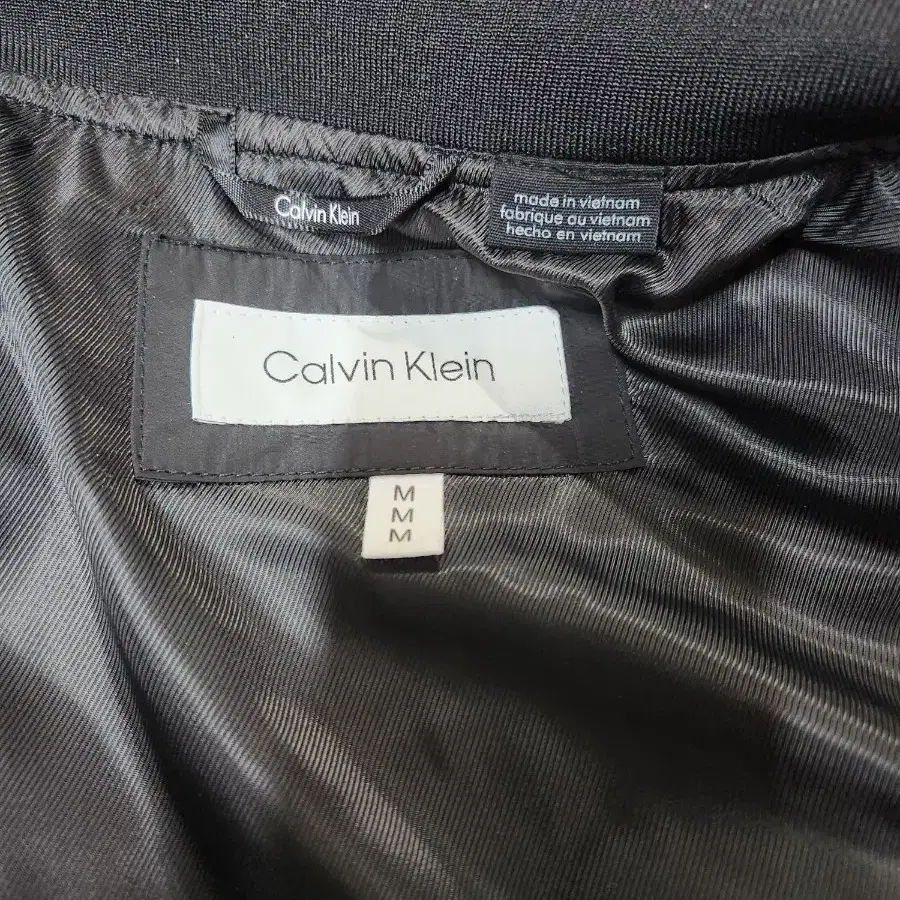 Calvin Klein
made in vietnam
fabrique au vietnam
hecho en vietnam
Calvin Klein
M
M
M